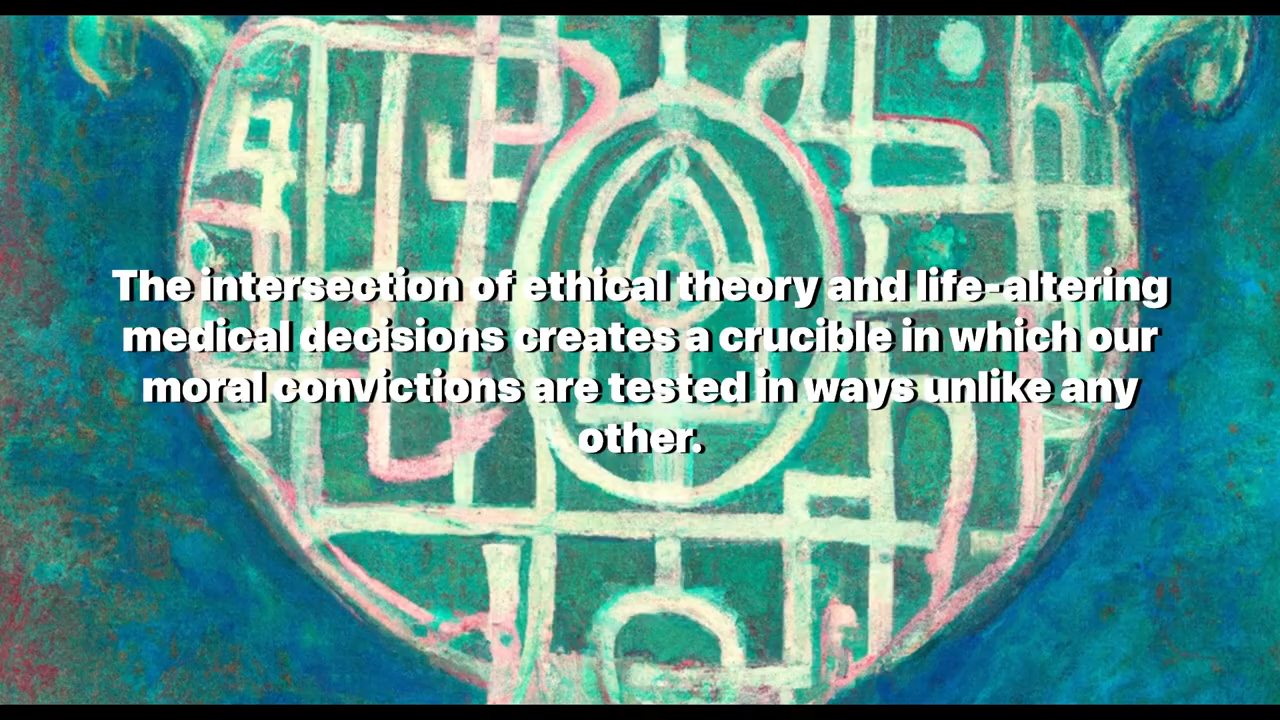 The intersection of ethical theory and life-altering
medical decisions creates a crucible in which our
moral convictions are tested in ways unlike any
other.